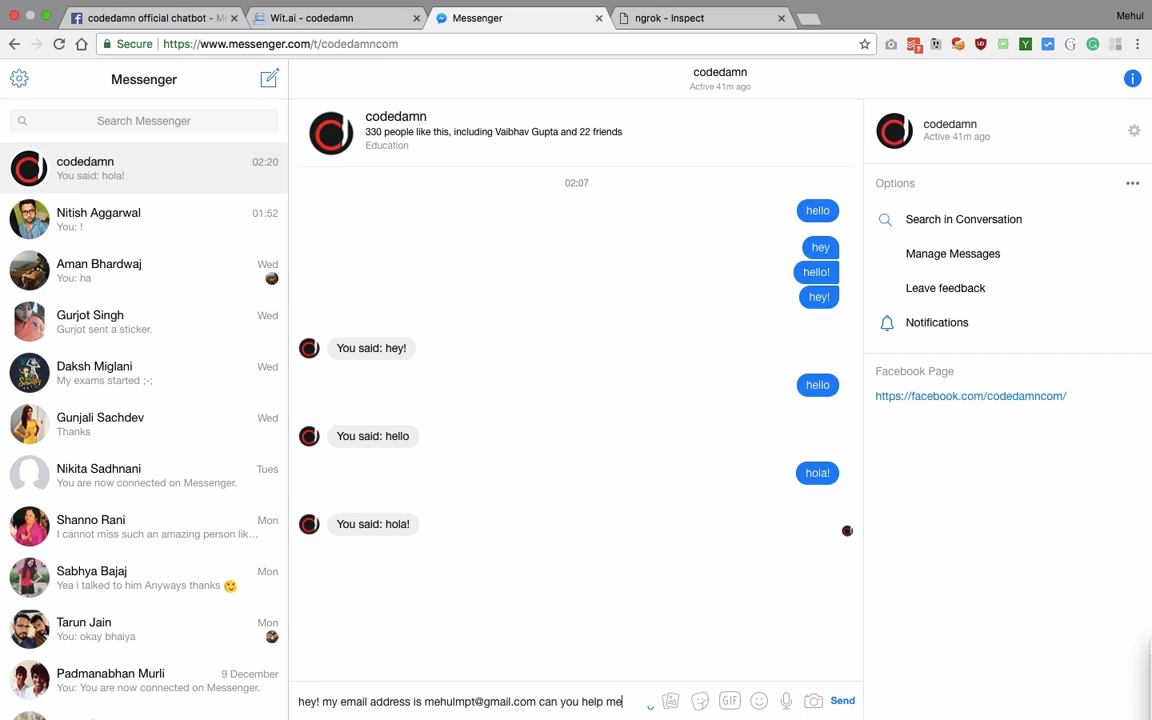 codedamn official chatbot - Me
Wit.ai - codedamn
Messenger
ngrok - Inspect
Mehul
Secure
https://www.messenger.com/t/codedamncom
Messenger
Search Messenger
codedamn
02:20
You said: hola!
Nitish Aggarwal
01:52
You: !
Aman Bhardwaj
Wed
You: ha
Gurjot Singh
Wed
Gurjot sent a sticker.
Daksh Miglani
Wed
My exams started ;-;
Gunjali Sachdev
Wed
Thanks
Nikita Sadhnani
Tues
You are now connected on Messenger.
Shanno Rani
Mon
I cannot miss such an amazing person lik…
Sabhya Bajaj
Mon
Yea i talked to him Anyways thanks
Tarun Jain
Mon
You: okay bhaiya
Padmanabhan Murli
9 December
You: You are now connected on Messenger.
codedamn
Active 41m ago
codedamn
330 people like this, including Vaibhav Gupta and 22 friends
Education
02:07
hello
hey
hello!
hey!
You said: hey!
hello
You said: hello
hola!
You said: hola!
hey! my email address is mehulmpt@gmail.com can you help me
GIF
Send
codedamn
Active 41m ago
Options
Search in Conversation
Manage Messages
Leave feedback
Notifications
Facebook Page
https://facebook.com/codedamncom/